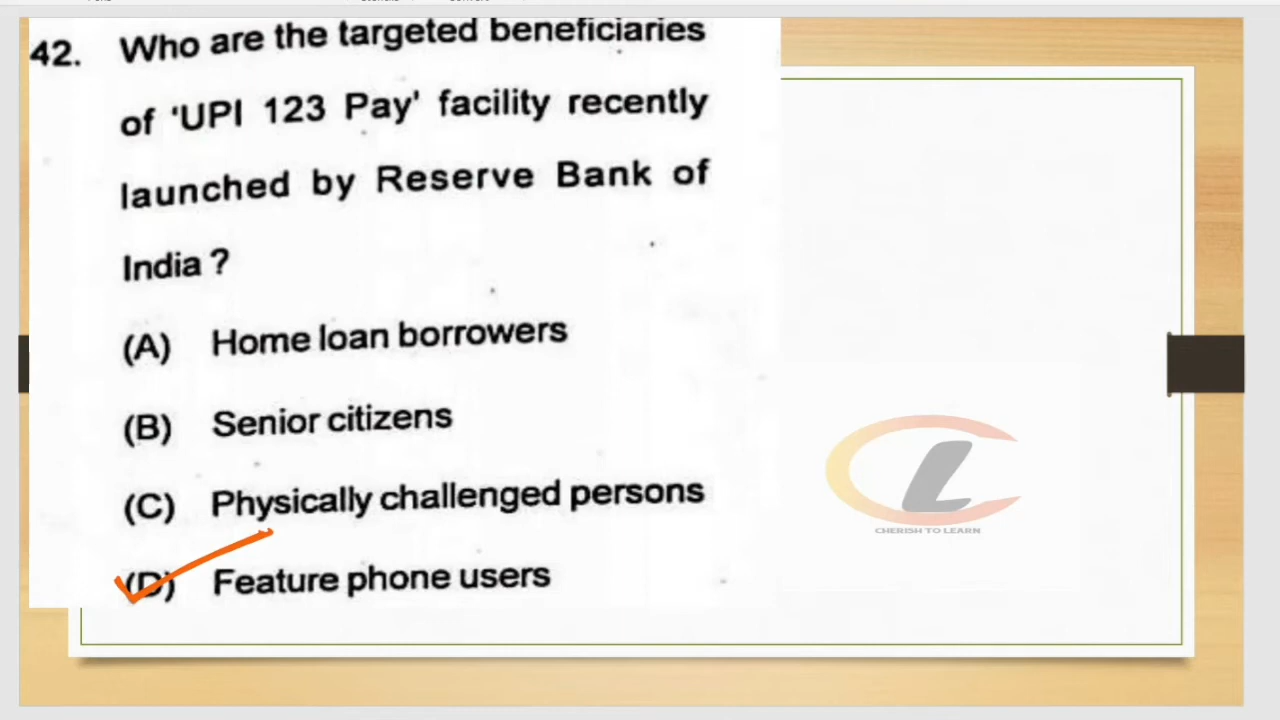 42. Who are the targeted beneficiaries
of 'UPI 123 Pay' facility recently
launched by Reserve Bank of
India ?
(A) Home loan borrowers
(B) Senior citizens
(C) Physically challenged persons
(D) Feature phone users
CL
CHERISH TO LEARN